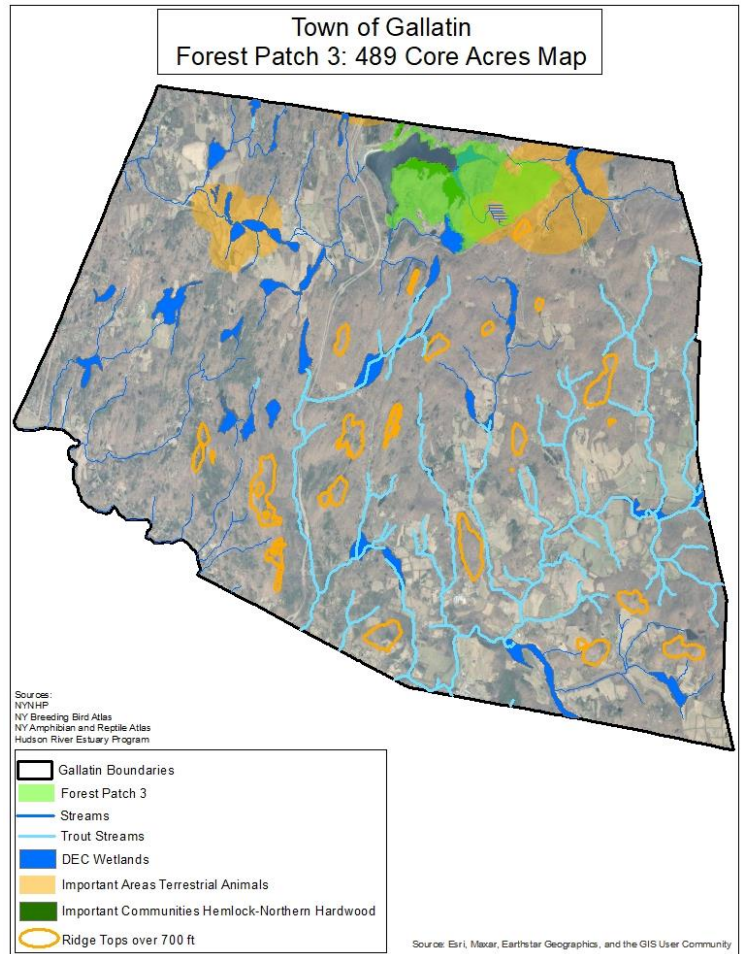 Town of Gallatin
Forest Patch 3: 489 Core Acres Map
Sources:
NYNHP
NY Breeding Bird Atlas
NY Amphibian and Reptile Atlas
Hudson River Estuary Program
Gallatin Boundaries
Forest Patch 3
Streams
Trout Streams
DEC Wetlands
Important Areas Terrestrial Animals
Important Communities Hemlock-Northern Hardwood
Ridge Tops over 700 ft
Source: Esri, Maxar, Earthstar Geographics, and the GIS User Community